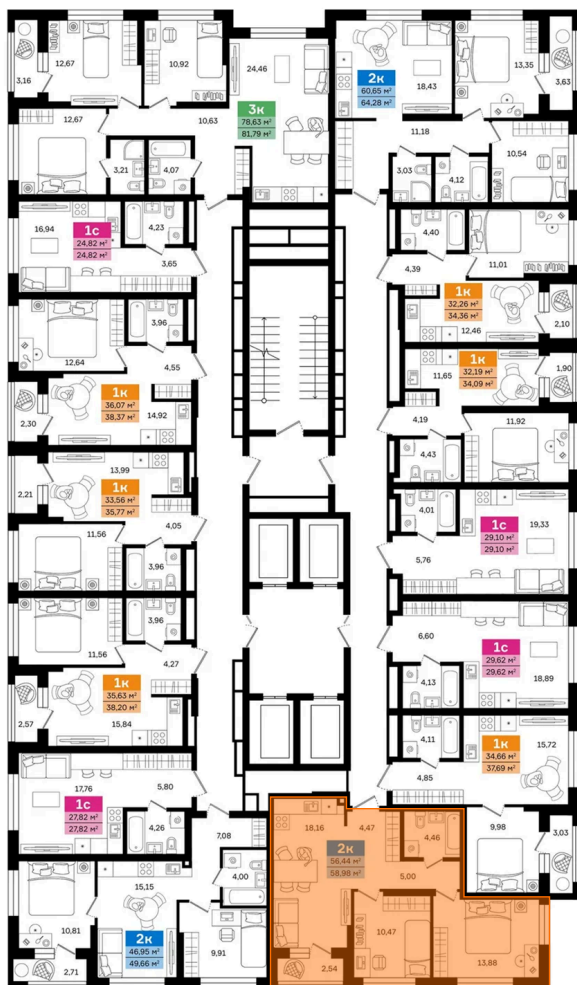 3,16
12,67
10,92
24,46
3к
78,63 м²
81,79 м²
12,67
10,63
3,21
4,07
2к
60,65 м²
64,28 м²
18,43
13,35
3,63
11,18
10,54
3,03
4,12
16,94
1с
24,82 м²
24,82 м²
4,23
3,65
4,40
11,01
4,39
1к
32,26 м²
34,36 м²
12,46
2,10
12,64
3,96
4,55
1к
36,07 м²
38,37 м²
14,92
2,30
11,65
1к
32,19 м²
34,09 м²
1,90
4,19
11,92
4,43
2,21
13,99
1к
33,56 м²
35,77 м²
4,05
11,56
3,96
4,01
1с
29,10 м²
29,10 м²
19,33
5,76
11,56
3,96
4,27
1к
35,63 м²
38,20 м²
2,57
15,84
6,60
1с
29,62 м²
29,62 м²
4,13
18,89
4,11
1к
34,66 м²
37,69 м²
15,72
4,85
9,98
3,03
17,76
5,80
1с
27,82 м²
27,82 м²
4,26
7,08
4,00
15,15
10,81
2к
46,95 м²
49,66 м²
9,91
2,71
18,16
4,47
4,46
2к
56,44 м²
58,98 м²
5,00
10,47
2,54
13,88